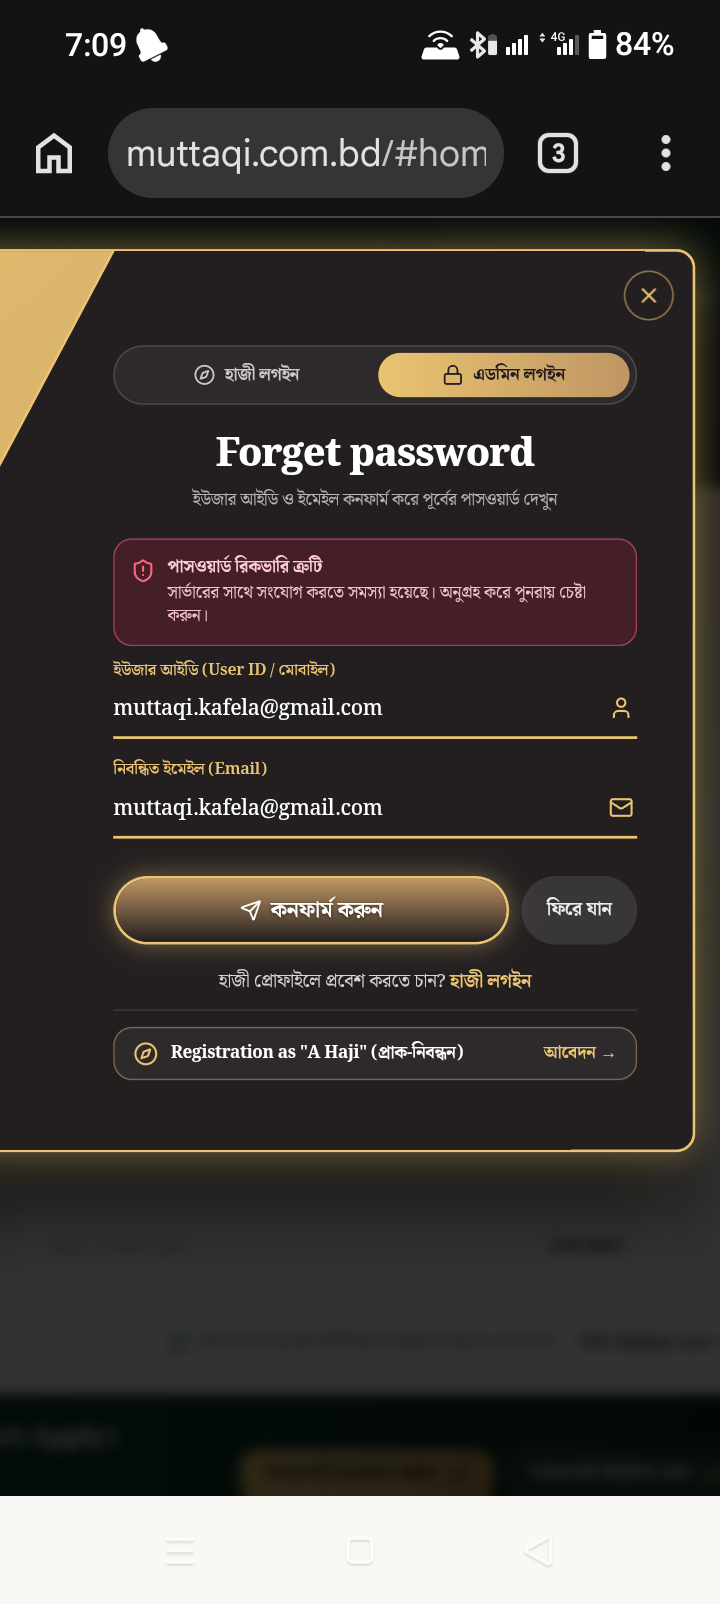 7:09
4G
84%
muttaqi.com.bd/#hom
3
হাজী লগইন
এডমিন লগইন
Forget password
ইউজার আইডি ও ইমেইল কনফার্ম করে পূর্বের পাসওয়ার্ড দেখুন
পাসওয়ার্ড রিকভারি ত্রুটি
সার্ভারের সাথে সংযোগ করতে সমস্যা হয়েছে। অনুগ্রহ করে পুনরায় চেষ্টা
করুন।
ইউজার আইডি (User ID / মোবাইল)
muttaqi.kafela@gmail.com
নিবন্ধিত ইমেইল (Email)
muttaqi.kafela@gmail.com
কনফার্ম করুন
ফিরে যান
হাজী প্রোফাইলে প্রবেশ করতে চান? হাজী লগইন
Registration as "A Haji" (প্রাক-নিবন্ধন)
আবেদন →